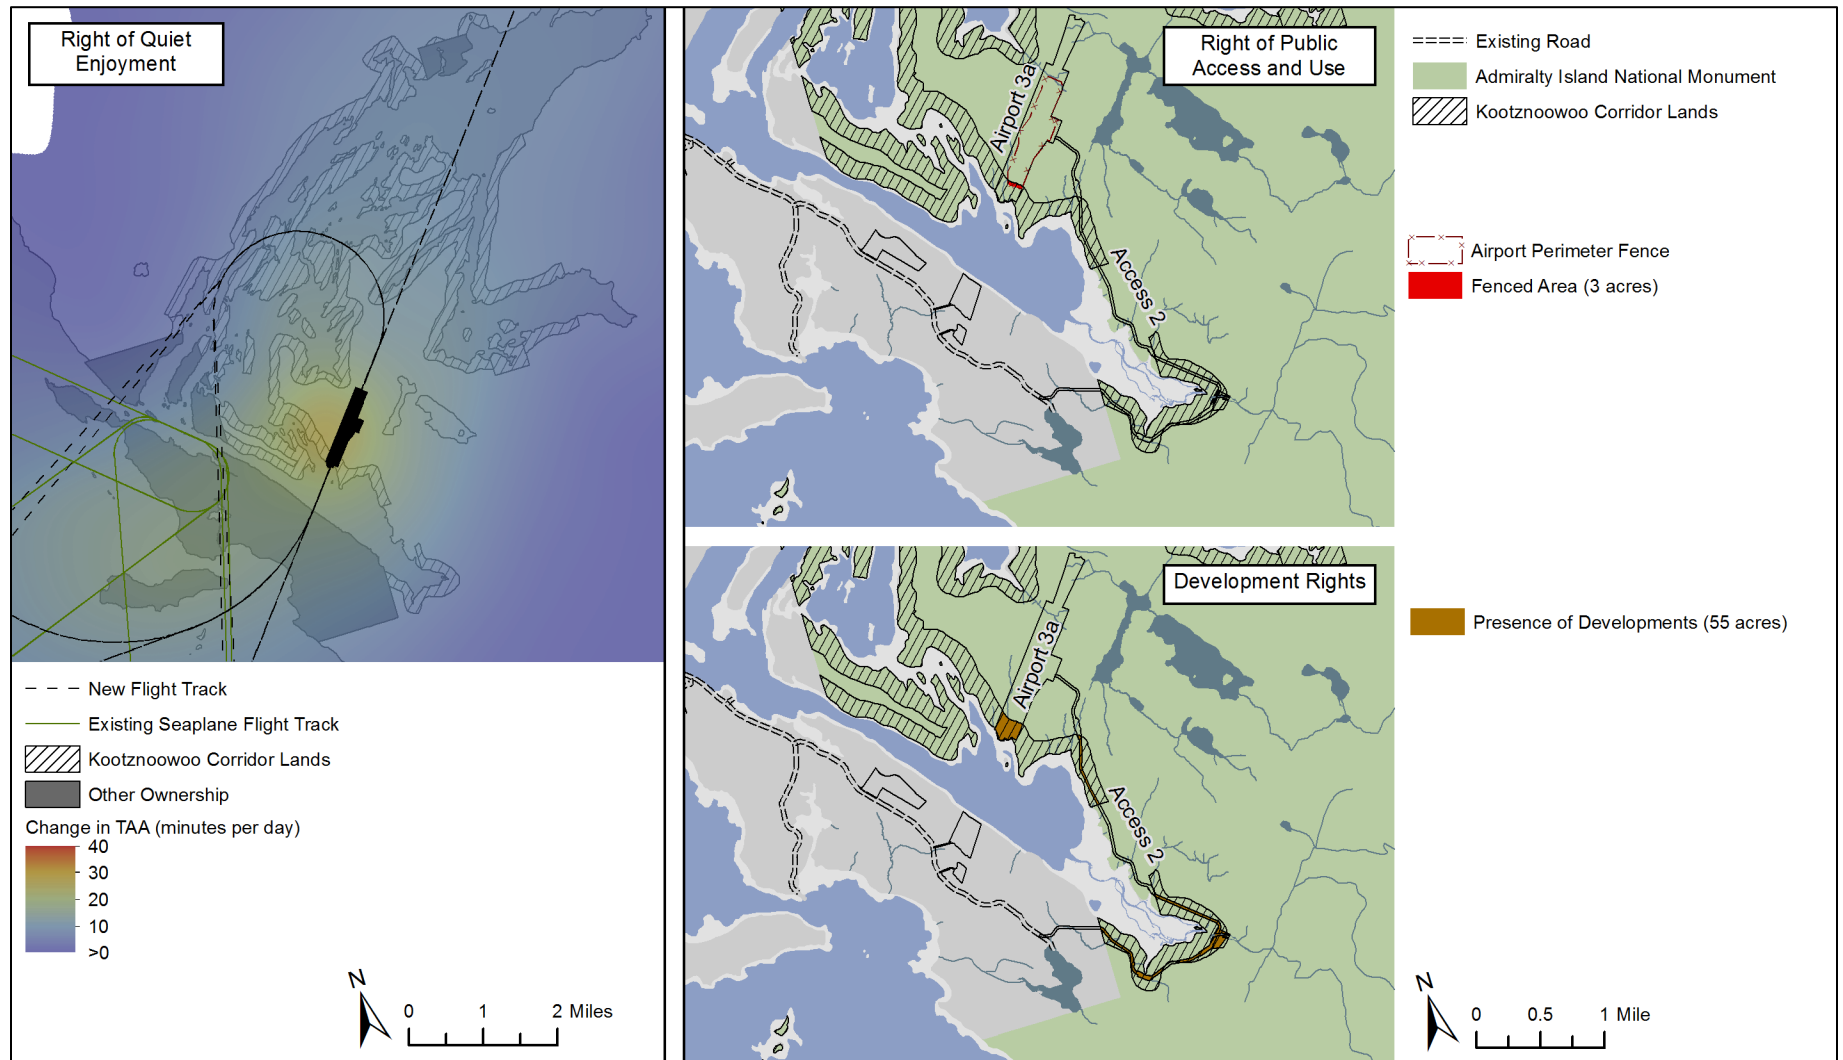 Right of Quiet
Enjoyment
New Flight Track
Existing Seaplane Flight Track
Kootznoowoo Corridor Lands
Other Ownership
Change in TAA (minutes per day)
40
30
20
10
>0
N
0 1 2 Miles
Right of Public
Access and Use
Airport 3a
Access 2
Existing Road
Admiralty Island National Monument
Kootznoowoo Corridor Lands
Airport Perimeter Fence
Fenced Area (3 acres)
Development Rights
Airport 3a
Access 2
Presence of Developments (55 acres)
N
0 0.5 1 Mile